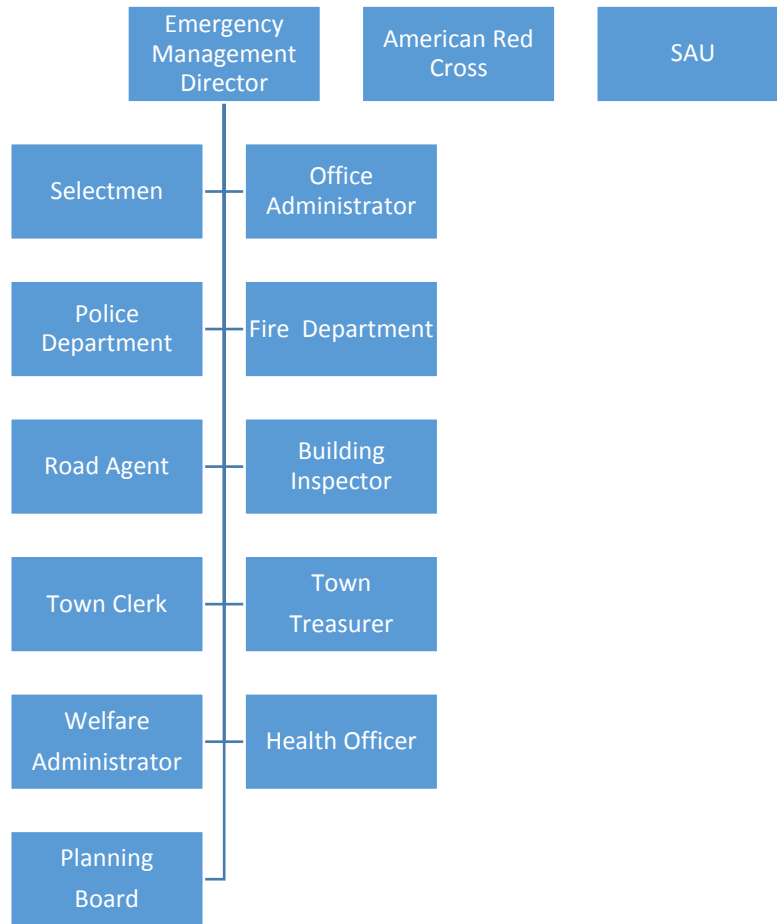 Emergency
Management
Director
American Red
Cross
SAU
Selectmen
Office
Administrator
Police
Department
Fire  Department
Road Agent
Building
Inspector
Town Clerk
Town
Treasurer
Welfare
Administrator
Health Officer
Planning
Board